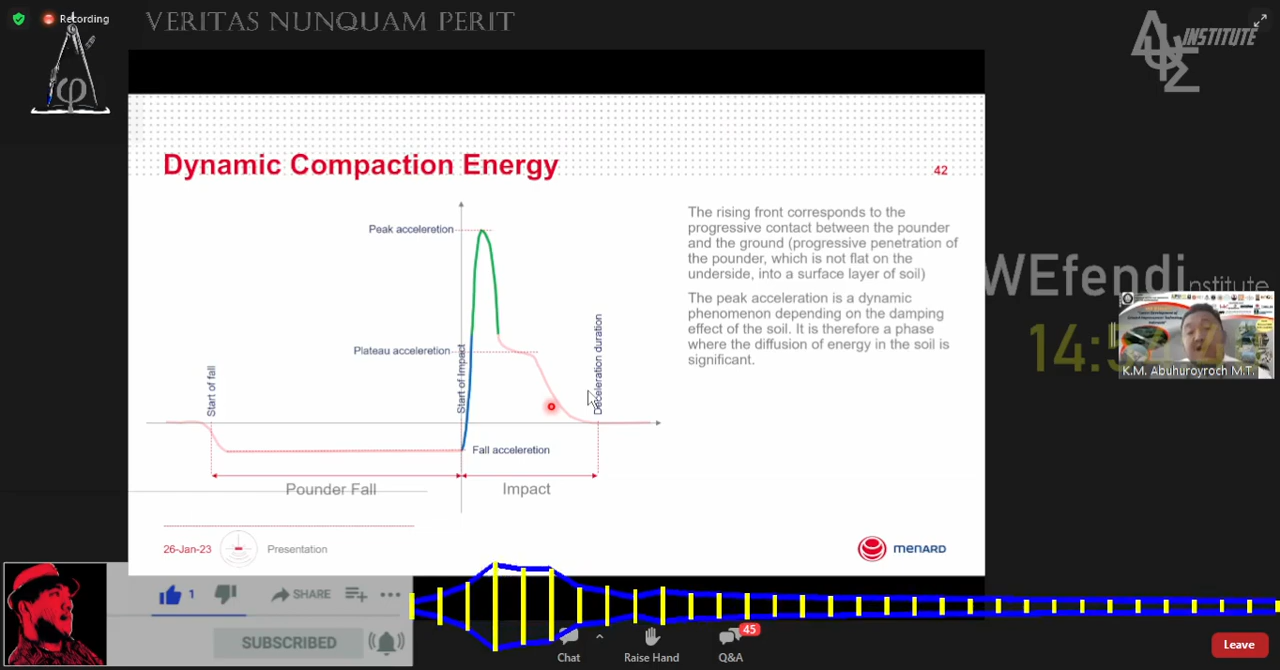 Recording
VERITAS NUNQUAM PERIT
INSTITUTE
φ
Dynamic Compaction Energy
42
Peak acceleretion
Plateau acceleration
Start of fall
Start of Impact
Deceleration duration
Fall acceleration
Pounder Fall
Impact
The rising front corresponds to the
progressive contact between the pounder
and the ground (progressive penetration of
the pounder, which is not flat on the
underside, into a surface layer of soil)
The peak acceleration is a dynamic
phenomenon depending on the damping
effect of the soil. It is therefore a phase
where the diffusion of energy in the soil is
significant.
WEfendi
nstitute
K.M. Abuhuroyroch M.T.
26-Jan-23
Presentation
menard
1
SHARE
SUBSCRIBED
Chat
Raise Hand
Q&A
45
Leave